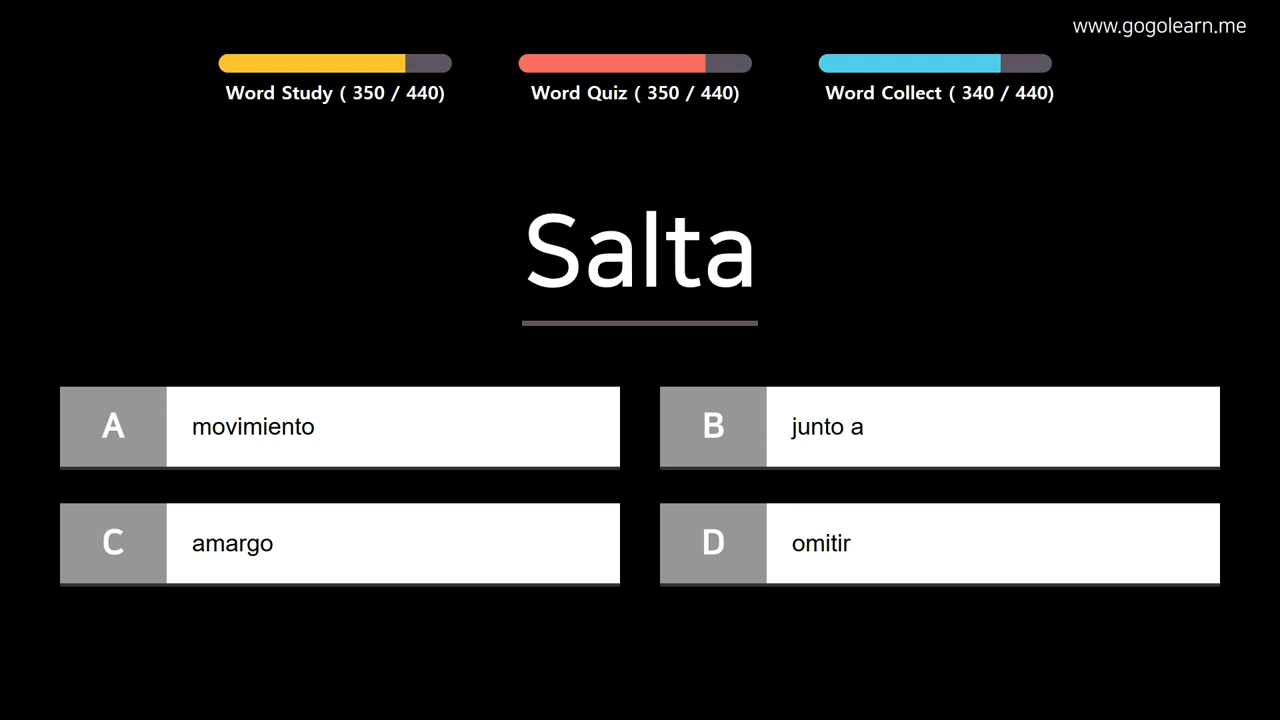 www.gogolearn.me
Word Study ( 350 / 440)
Word Quiz ( 350 / 440)
Word Collect ( 340 / 440)
Salta
A
movimiento
B
junto a
C
amargo
D
omitir